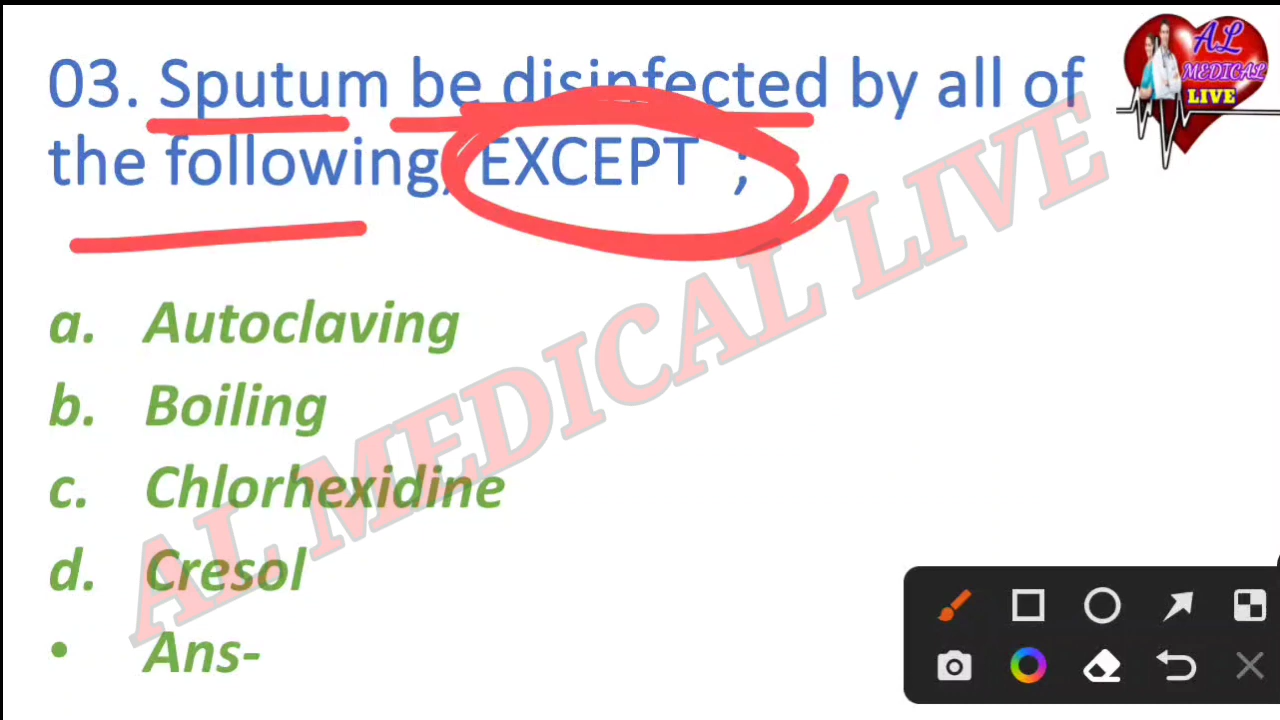 03. Sputum be disinfected by all of
the following, EXCEPT ;
AL
MEDICAL
LIVE
a. Autoclaving
b. Boiling
c. Chlorhexidine
d. Cresol
• Ans-
AL MEDICAL LIVE